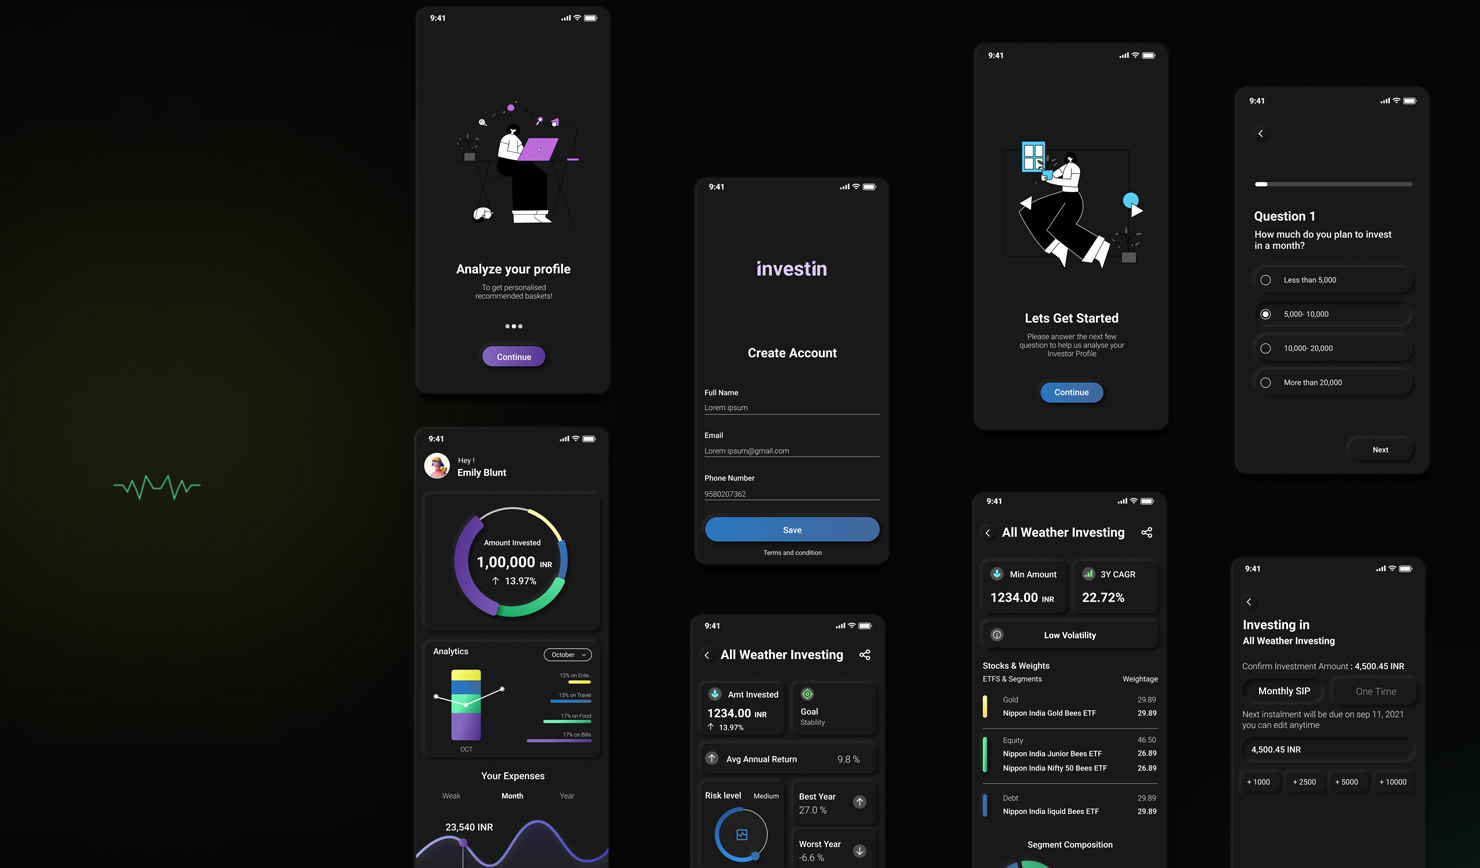 9:41
Analyze your profile
To get personalised
recommended baskets!
Continue
9:41
Hey !
Emily Blunt
Amount Invested
1,00,000 INR
↑ 13.97%
Analytics
October
12% on Ente.
15% on Travel
17% on Food
17% on Bills
OCT
Your Expenses
Weak Month Year
23,540 INR
9:41
investin
Create Account
Full Name
Lorem ipsum
Email
Lorem ipsum@gmail.com
Phone Number
9580207362
Save
Terms and condition
9:41
All Weather Investing
Amt Invested
1234.00 INR
↑ 13.97%
Goal
Stability
Avg Annual Return 9.8 %
Risk level Medium
Best Year
27.0 %
Worst Year
-6.6 %
9:41
Lets Get Started
Please answer the next few
question to help us analyse your
Investor Profile
Continue
9:41
All Weather Investing
Min Amount
1234.00 INR
3Y CAGR
22.72%
Low Volatility
Stocks & Weights
ETFS & Segments Weightage
Gold 29.89
Nippon India Gold Bees ETF 29.89
Equity 46.50
Nippon India Junior Bees ETF 26.89
Nippon India Nifty 50 Bees ETF 26.89
Debt 29.89
Nippon India liquid Bees ETF 29.89
Segment Composition
9:41
Question 1
How much do you plan to invest
in a month?
Less than 5,000
5,000- 10,000
10,000- 20,000
More than 20,000
Next
9:41
Investing in
All Weather Investing
Confirm Investment Amount : 4,500.45 INR
Monthly SIP One Time
Next instalment will be due on sep 11, 2021
you can edit anytime
4,500.45 INR
+ 1000 + 2500 + 5000 + 10000